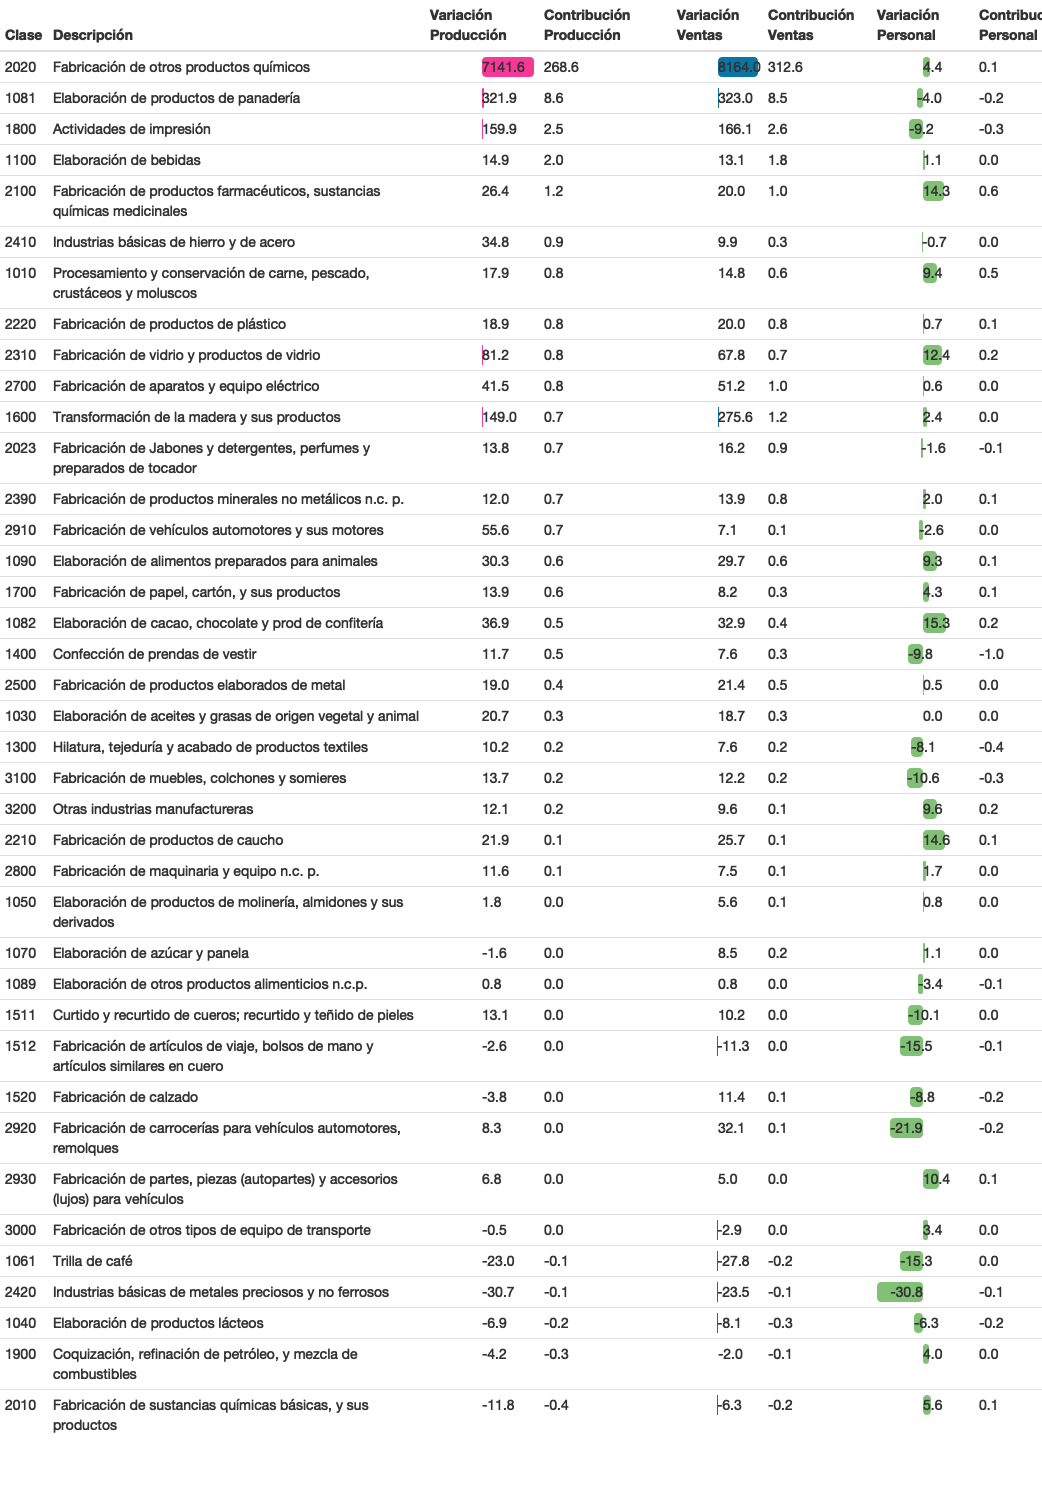 Clase Descripción Variación Producción Contribución Producción Variación Ventas Contribución Ventas Variación Personal Contribuc Personal
2020 Fabricación de otros productos químicos 7141.6 268.6 8164.0 312.6 4.4 0.1
1081 Elaboración de productos de panadería 321.9 8.6 323.0 8.5 -4.0 -0.2
1800 Actividades de impresión 159.9 2.5 166.1 2.6 -9.2 -0.3
1100 Elaboración de bebidas 14.9 2.0 13.1 1.8 1.1 0.0
2100 Fabricación de productos farmacéuticos, sustancias 26.4 1.2 20.0 1.0 14.3 0.6
químicas medicinales
2410 Industrias básicas de hierro y de acero 34.8 0.9 9.9 0.3 -0.7 0.0
1010 Procesamiento y conservación de carne, pescado, 17.9 0.8 14.8 0.6 9.4 0.5
crustáceos y moluscos
2220 Fabricación de productos de plástico 18.9 0.8 20.0 0.8 0.7 0.1
2310 Fabricación de vidrio y productos de vidrio 81.2 0.8 67.8 0.7 12.4 0.2
2700 Fabricación de aparatos y equipo eléctrico 41.5 0.8 51.2 1.0 0.6 0.0
1600 Transformación de la madera y sus productos 149.0 0.7 275.6 1.2 2.4 0.0
2023 Fabricación de Jabones y detergentes, perfumes y 13.8 0.7 16.2 0.9 -1.6 -0.1
preparados de tocador
2390 Fabricación de productos minerales no metálicos n.c. p. 12.0 0.7 13.9 0.8 2.0 0.1
2910 Fabricación de vehículos automotores y sus motores 55.6 0.7 7.1 0.1 -2.6 0.0
1090 Elaboración de alimentos preparados para animales 30.3 0.6 29.7 0.6 9.3 0.1
1700 Fabricación de papel, cartón, y sus productos 13.9 0.6 8.2 0.3 4.3 0.1
1082 Elaboración de cacao, chocolate y prod de confitería 36.9 0.5 32.9 0.4 15.3 0.2
1400 Confección de prendas de vestir 11.7 0.5 7.6 0.3 -9.8 -1.0
2500 Fabricación de productos elaborados de metal 19.0 0.4 21.4 0.5 0.5 0.0
1030 Elaboración de aceites y grasas de origen vegetal y animal 20.7 0.3 18.7 0.3 0.0 0.0
1300 Hilatura, tejeduría y acabado de productos textiles 10.2 0.2 7.6 0.2 -8.1 -0.4
3100 Fabricación de muebles, colchones y somieres 13.7 0.2 12.2 0.2 -10.6 -0.3
3200 Otras industrias manufactureras 12.1 0.2 9.6 0.1 9.6 0.2
2210 Fabricación de productos de caucho 21.9 0.1 25.7 0.1 14.6 0.1
2800 Fabricación de maquinaria y equipo n.c. p. 11.6 0.1 7.5 0.1 1.7 0.0
1050 Elaboración de productos de molinería, almidones y sus 1.8 0.0 5.6 0.1 0.8 0.0
derivados
1070 Elaboración de azúcar y panela -1.6 0.0 8.5 0.2 1.1 0.0
1089 Elaboración de otros productos alimenticios n.c.p. 0.8 0.0 0.8 0.0 -3.4 -0.1
1511 Curtido y recurtido de cueros; recurtido y teñido de pieles 13.1 0.0 10.2 0.0 -10.1 0.0
1512 Fabricación de artículos de viaje, bolsos de mano y -2.6 0.0 -11.3 0.0 -15.5 -0.1
artículos similares en cuero
1520 Fabricación de calzado -3.8 0.0 11.4 0.1 -8.8 -0.2
2920 Fabricación de carrocerías para vehículos automotores, 8.3 0.0 32.1 0.1 -21.9 -0.2
remolques
2930 Fabricación de partes, piezas (autopartes) y accesorios 6.8 0.0 5.0 0.0 10.4 0.1
(lujos) para vehículos
3000 Fabricación de otros tipos de equipo de transporte -0.5 0.0 -2.9 0.0 3.4 0.0
1061 Trilla de café -23.0 -0.1 -27.8 -0.2 -15.3 0.0
2420 Industrias básicas de metales preciosos y no ferrosos -30.7 -0.1 -23.5 -0.1 -30.8 -0.1
1040 Elaboración de productos lácteos -6.9 -0.2 -8.1 -0.3 -6.3 -0.2
1900 Coquización, refinación de petróleo, y mezcla de -4.2 -0.3 -2.0 -0.1 4.0 0.0
combustibles
2010 Fabricación de sustancias químicas básicas, y sus -11.8 -0.4 -6.3 -0.2 5.6 0.1
productos